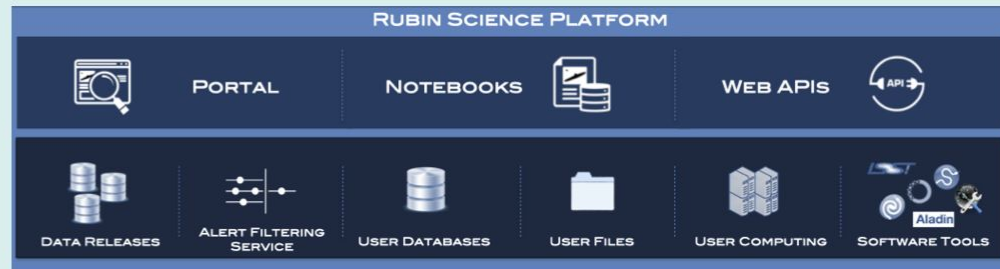 RUBIN SCIENCE PLATFORM
PORTAL
NOTEBOOKS
WEB APIS
API
DATA RELEASES
ALERT FILTERING
SERVICE
USER DATABASES
USER FILES
USER COMPUTING
LSST
Aladin
SOFTWARE TOOLS